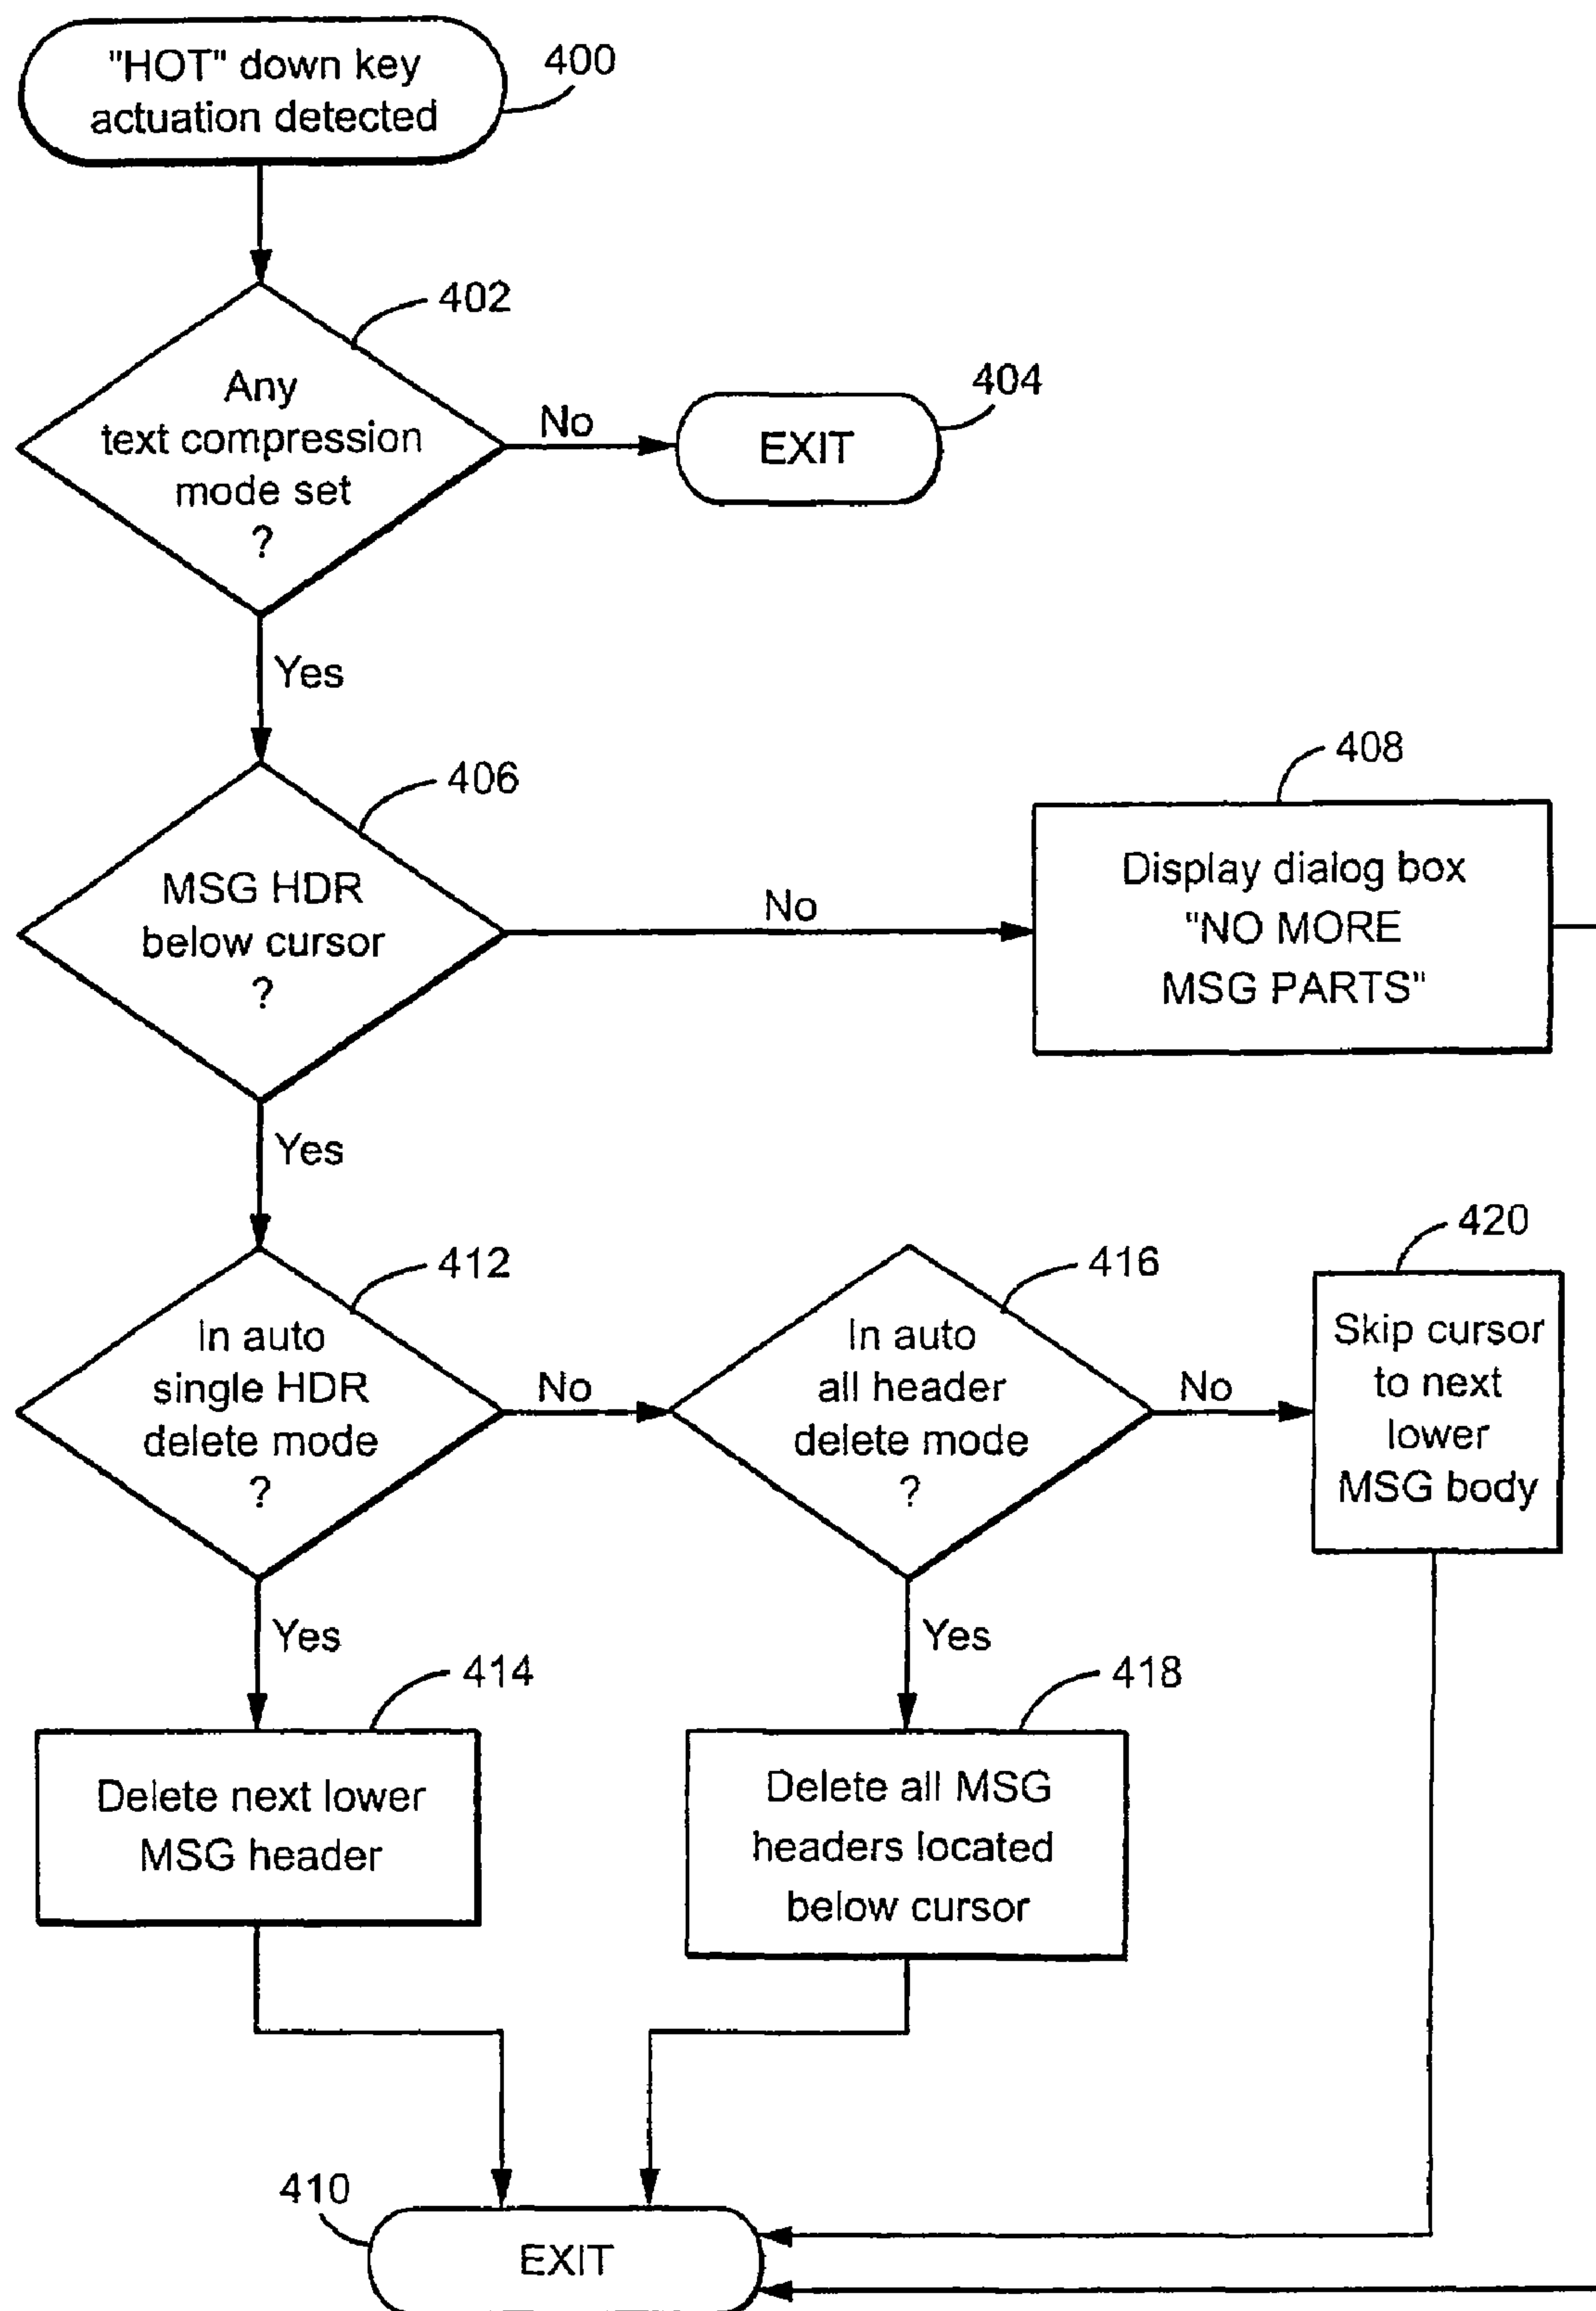 "HOT" down key
actuation detected
400
402
Any
text compression
mode set
?
No
EXIT
404
Yes
406
MSG HDR
below cursor
?
No
408
Display dialog box
"NO MORE
MSG PARTS"
Yes
412
In auto
single HDR
delete mode
?
No
416
In auto
all header
delete mode
?
No
420
Skip cursor
to next
lower
MSG body
Yes
414
Delete next lower
MSG header
Yes
418
Delete all MSG
headers located
below cursor
410
EXIT